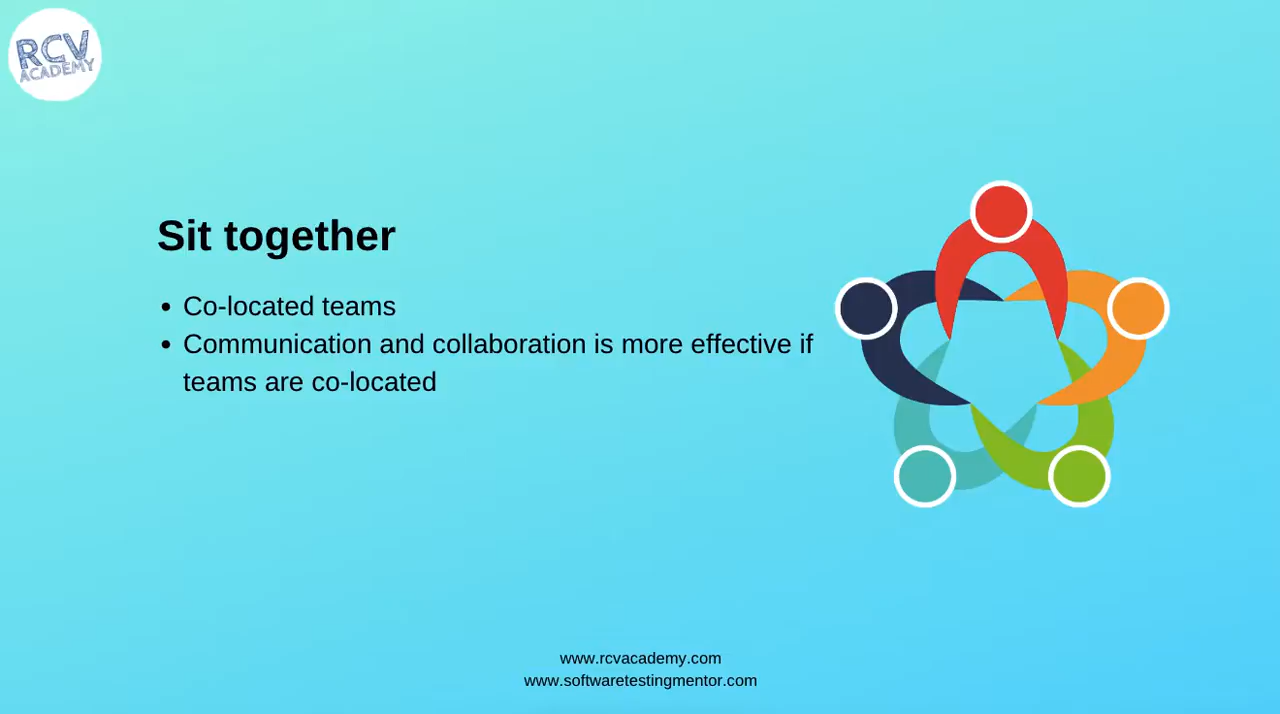 RCV
ACADEMY
Sit together
• Co-located teams
• Communication and collaboration is more effective if
teams are co-located
www.rcvacademy.com
www.softwaretestingmentor.com